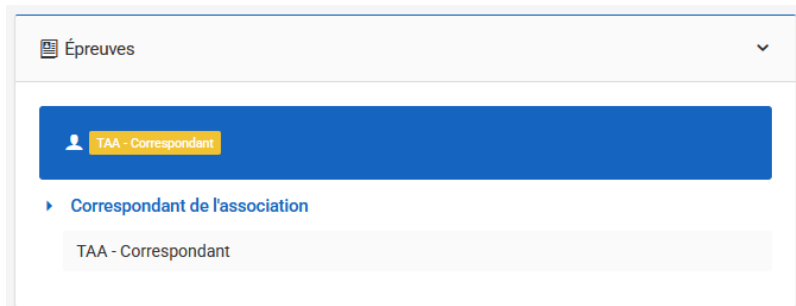 Épreuves
TAA - Correspondant
Correspondant de l'association
TAA - Correspondant